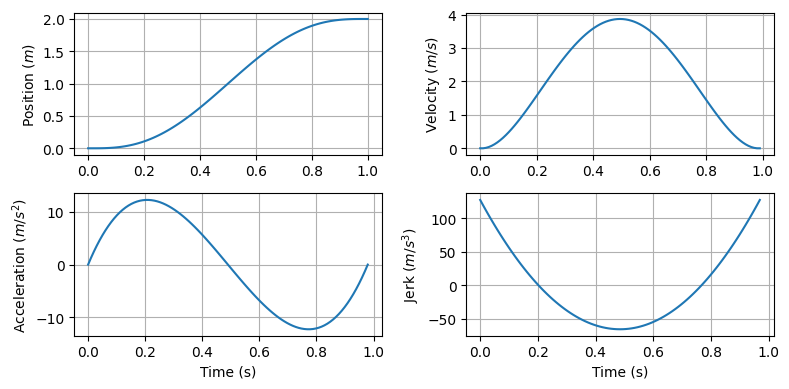 Position (m)
2.0
1.5
1.0
0.5
0.0
0.0 0.2 0.4 0.6 0.8 1.0
Velocity (m/s)
4
3
2
1
0
0.0 0.2 0.4 0.6 0.8 1.0
Acceleration (m/s²)
10
0
−10
0.0 0.2 0.4 0.6 0.8 1.0
Time (s)
Jerk (m/s³)
100
50
0
−50
0.0 0.2 0.4 0.6 0.8 1.0
Time (s)